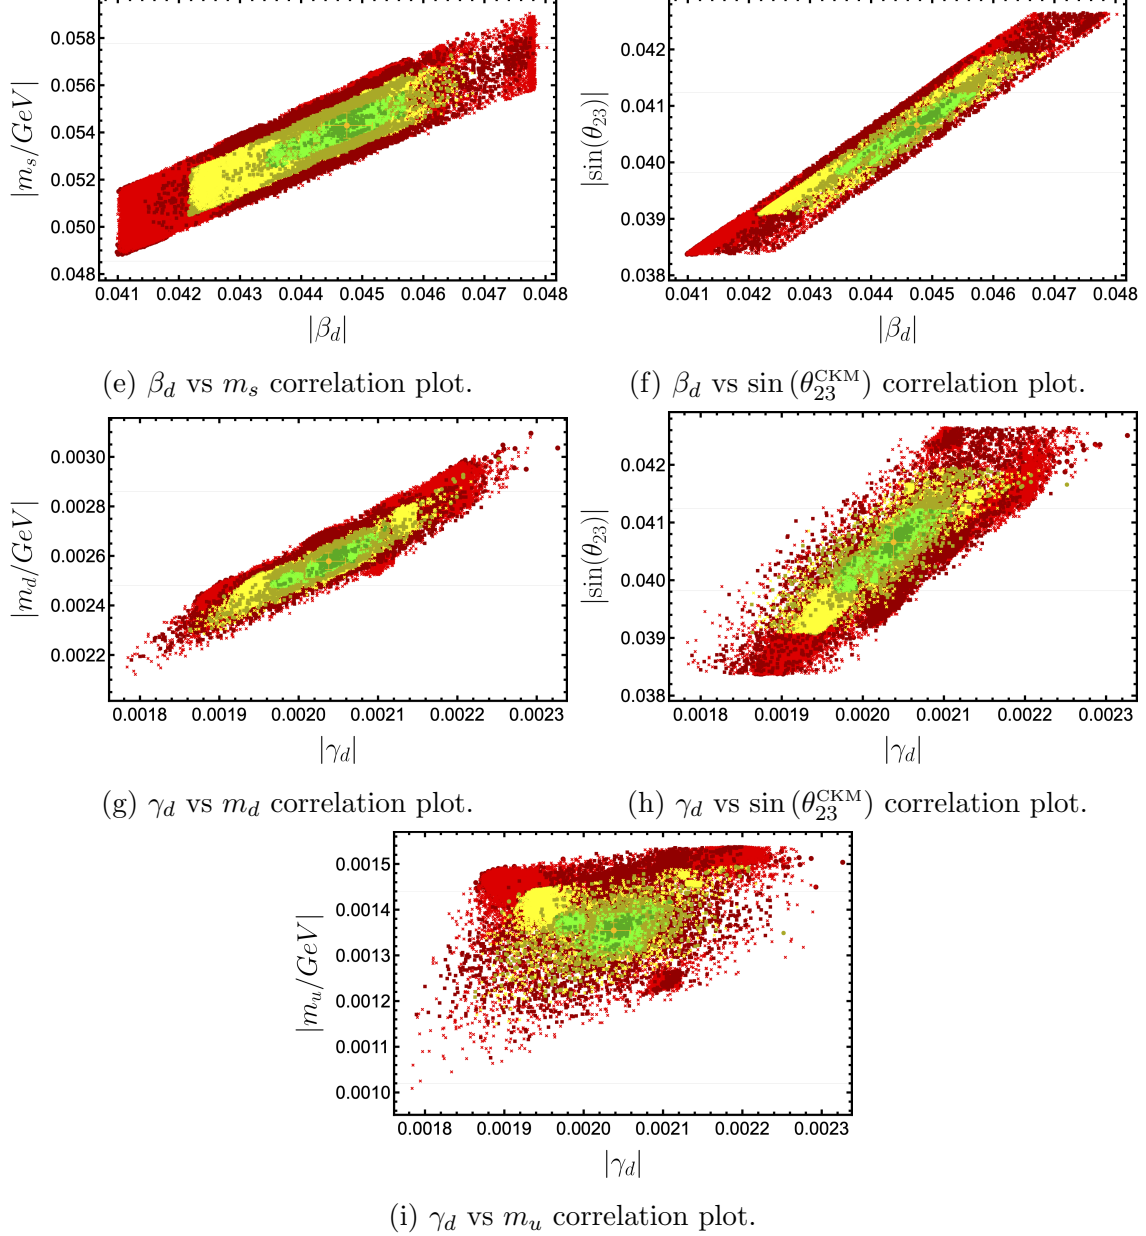 0.058
0.056
0.054
0.052
0.050
0.048
|m_s/GeV|
0.041 0.042 0.043 0.044 0.045 0.046 0.047 0.048
|β_d|
(e) β_d vs m_s correlation plot.
0.042
0.041
0.040
0.039
0.038
|sin(θ_23)|
0.041 0.042 0.043 0.044 0.045 0.046 0.047 0.048
|β_d|
(f) β_d vs sin (θ_23^CKM) correlation plot.
0.0030
0.0028
0.0026
0.0024
0.0022
|m_d/GeV|
0.0018 0.0019 0.0020 0.0021 0.0022 0.0023
|γ_d|
(g) γ_d vs m_d correlation plot.
0.042
0.041
0.040
0.039
0.038
|sin(θ_23)|
0.0018 0.0019 0.0020 0.0021 0.0022 0.0023
|γ_d|
(h) γ_d vs sin (θ_23^CKM) correlation plot.
0.0015
0.0014
0.0013
0.0012
0.0011
0.0010
|m_u/GeV|
0.0018 0.0019 0.0020 0.0021 0.0022 0.0023
|γ_d|
(i) γ_d vs m_u correlation plot.